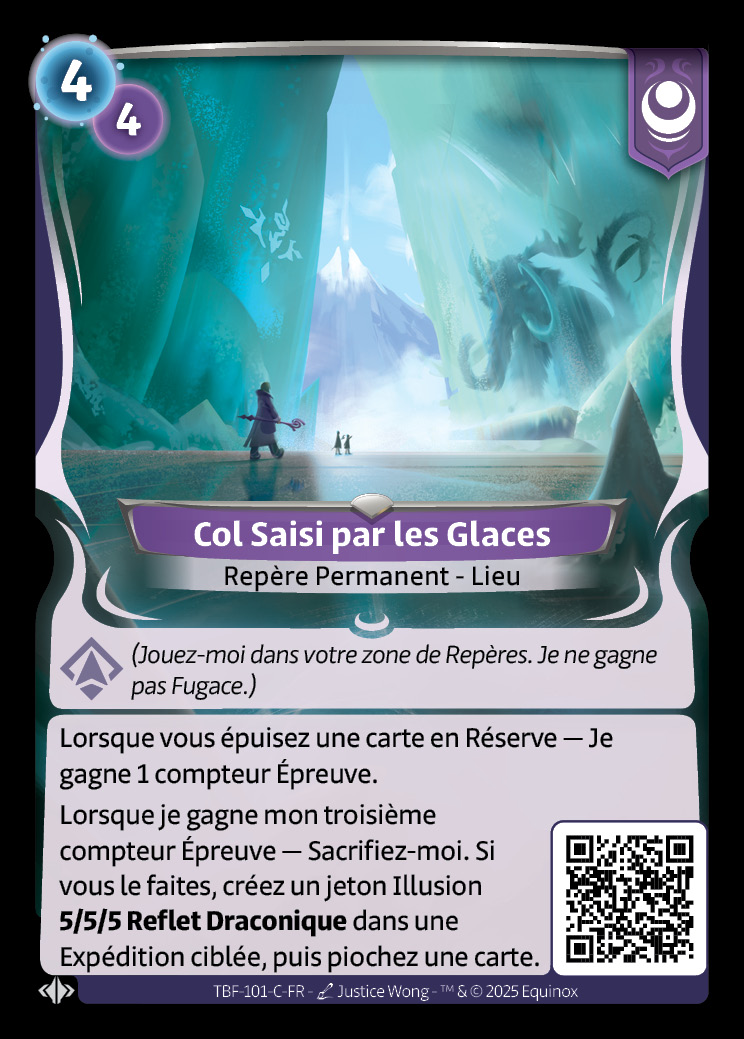 4
4
Col Saisi par les Glaces
Repère Permanent - Lieu
(Jouez-moi dans votre zone de Repères. Je ne gagne
pas Fugace.)
Lorsque vous épuisez une carte en Réserve — Je
gagne 1 compteur Épreuve.
Lorsque je gagne mon troisième
compteur Épreuve — Sacrifiez-moi. Si
vous le faites, créez un jeton Illusion
5/5/5 Reflet Draconique dans une
Expédition ciblée, puis piochez une carte.
TBF-101-C-FR - Justice Wong - ™ & © 2025 Equinox